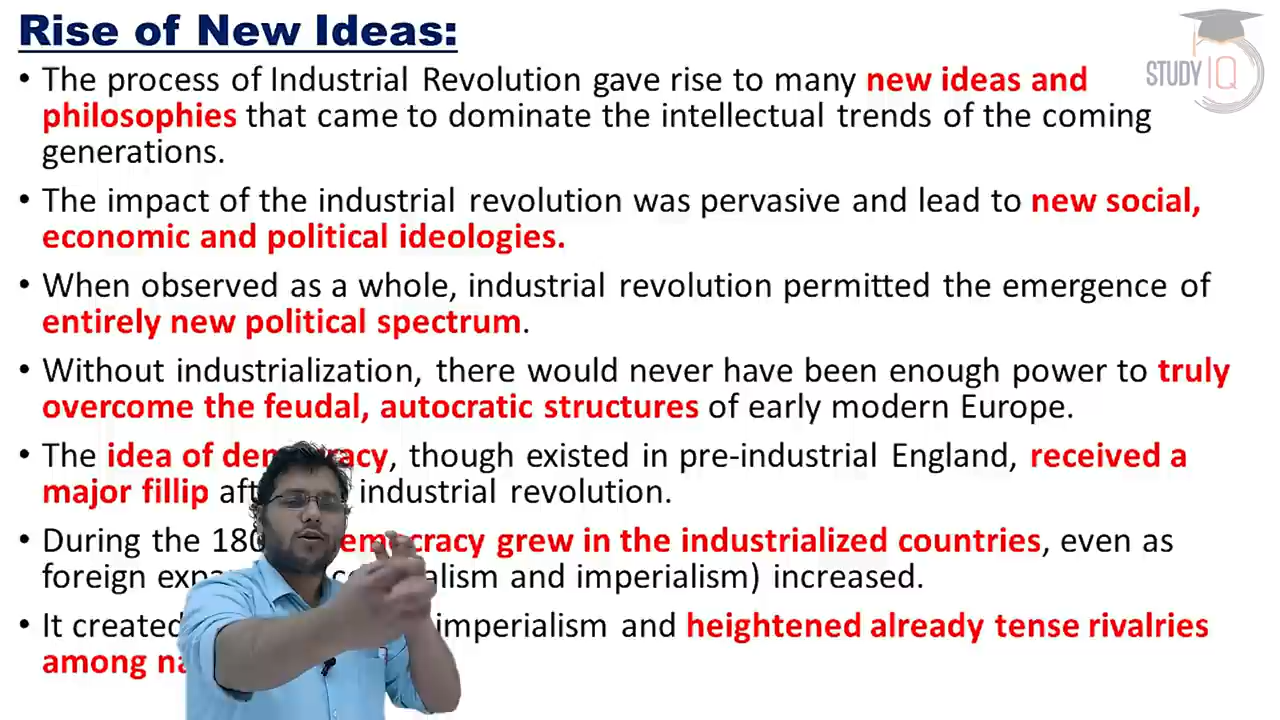 Rise of New Ideas:
STUDY IQ
• The process of Industrial Revolution gave rise to many new ideas and
philosophies that came to dominate the intellectual trends of the coming
generations.
• The impact of the industrial revolution was pervasive and lead to new social,
economic and political ideologies.
• When observed as a whole, industrial revolution permitted the emergence of
entirely new political spectrum.
• Without industrialization, there would never have been enough power to truly
overcome the feudal, autocratic structures of early modern Europe.
• The idea of democracy, though existed in pre-industrial England, received a
major fillip industrial revolution.
• During the democracy grew in the industrialized countries, even as
foreign and imperialism) increased.
• It created imperialism and heightened already tense rivalries
among